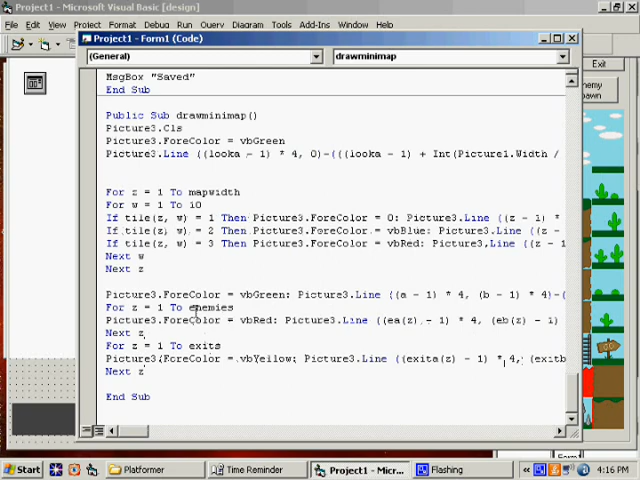 Project1 - Microsoft Visual Basic [design]
File Edit View Project Format Debug Run Query Diagram Tools Add-Ins Window Help
Project1 - Form1 (Code)
(General) drawminimap
Exit
MsgBox "Saved"
End Sub
Public Sub drawminimap()
Picture3.Cls
Picture3.ForeColor = vbGreen
Picture3.Line ((looka - 1) * 4, 0)-(((looka - 1) + Int(Picture1.Width /
For z = 1 To mapwidth
For w = 1 To 10
If tile(z, w) = 1 Then Picture3.ForeColor = 0: Picture3.Line ((z - 1) *
If tile(z, w) = 2 Then Picture3.ForeColor = vbBlue: Picture3.Line ((z -
If tile(z, w) = 3 Then Picture3.ForeColor = vbRed: Picture3.Line ((z -
Next w
Next z
Picture3.ForeColor = vbGreen: Picture3.Line ((a - 1) * 4, (b - 1) * 4)-(
For z = 1 To enemies
Picture3.ForeColor = vbRed: Picture3.Line ((ea(z) - 1) * 4, (eb(z) - 1)
Next z
For z = 1 To exits
Picture3.ForeColor = vbYellow: Picture3.Line ((exita(z) - 1) * 4, (exitb
Next z
End Sub
Start Platformer Time Reminder Project1 - Mic... Flashing 4:16 PM